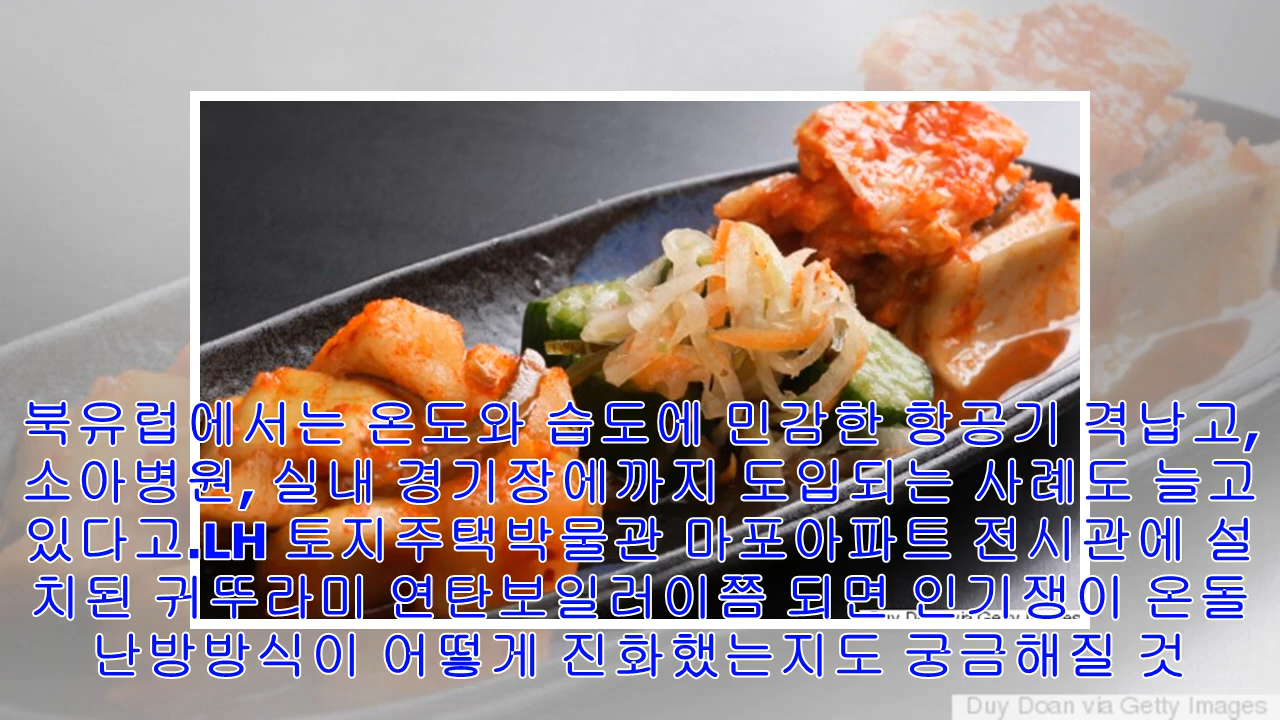 북유럽에서는 온도와 습도에 민감한 항공기 격납고,
소아병원, 실내 경기장에까지 도입되는 사례도 늘고
있다고.LH 토지주택박물관 마포아파트 전시관에 설
치된 귀뚜라미 연탄보일러이쯤 되면 인기쟁이 온돌
난방방식이 어떻게 진화했는지도 궁금해질 것
Duy Doan via Getty Images
Duy Doan via Getty Images